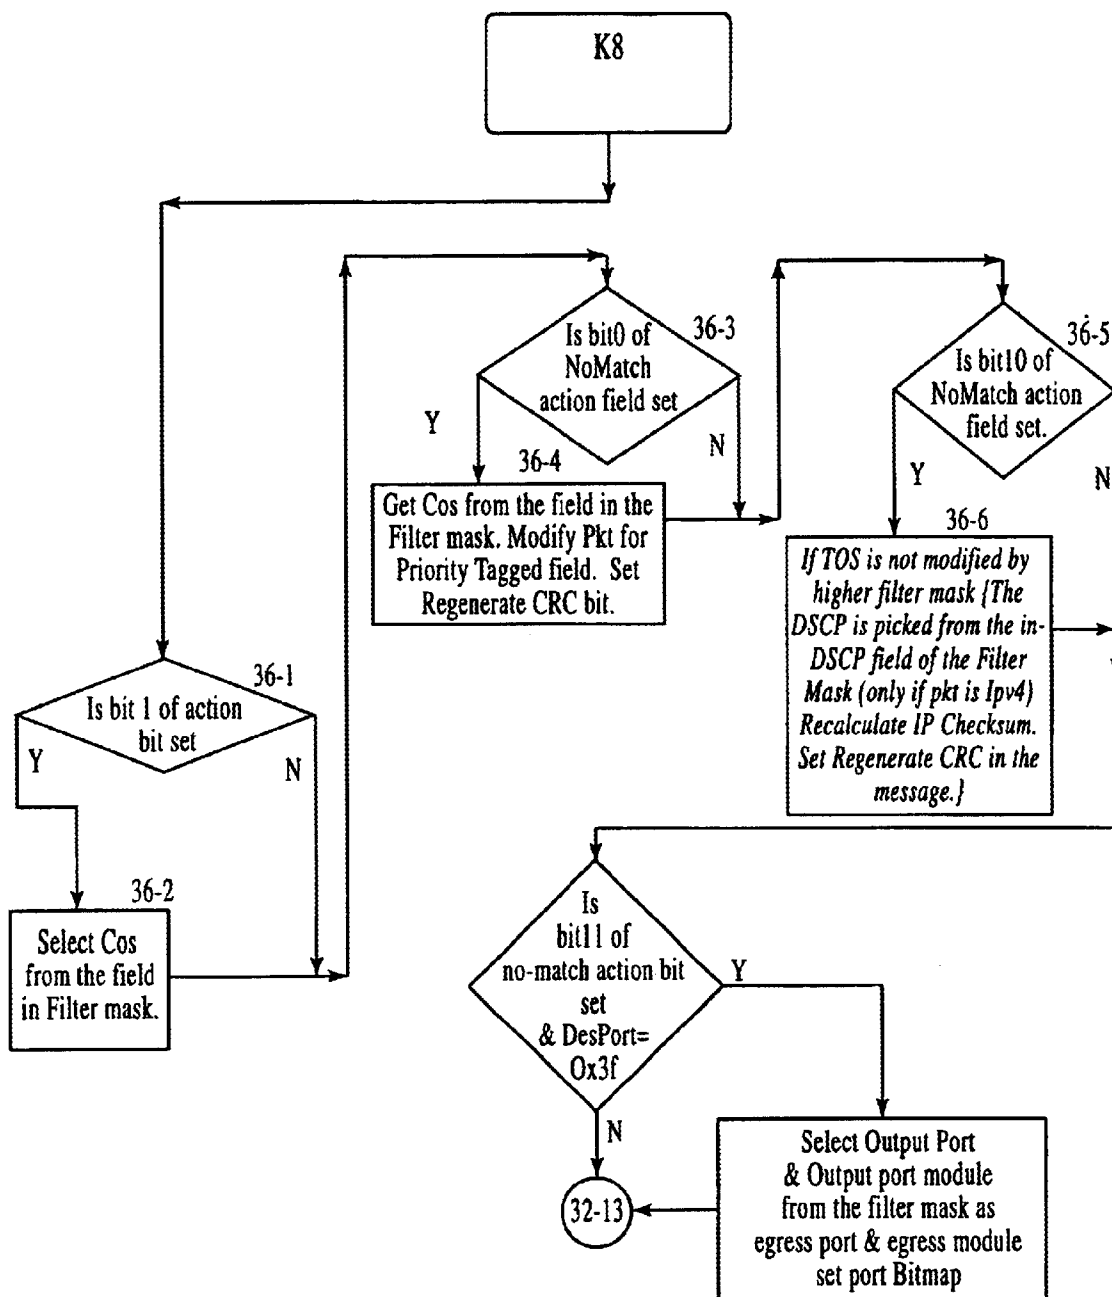 K8
36-1
Is bit 1 of action
bit set
Y
N
36-2
Select Cos
from the field
in Filter mask.
36-3
Is bit0 of
NoMatch
action field set
Y
N
36-4
Get Cos from the field in the
Filter mask. Modify Pkt for
Priority Tagged field. Set
Regenerate CRC bit.
36-5
Is bit10 of
NoMatch action
field set.
Y
N
36-6
If TOS is not modified by
higher filter mask {The
DSCP is picked from the in-
DSCP field of the Filter
Mask (only if pkt is Ipv4)
Recalculate IP Checksum.
Set Regenerate CRC in the
message.}
Is
bit11 of
no-match action bit
set
& DesPort=
Ox3f
Y
N
32-13
Select Output Port
& Output port module
from the filter mask as
egress port & egress module
set port Bitmap